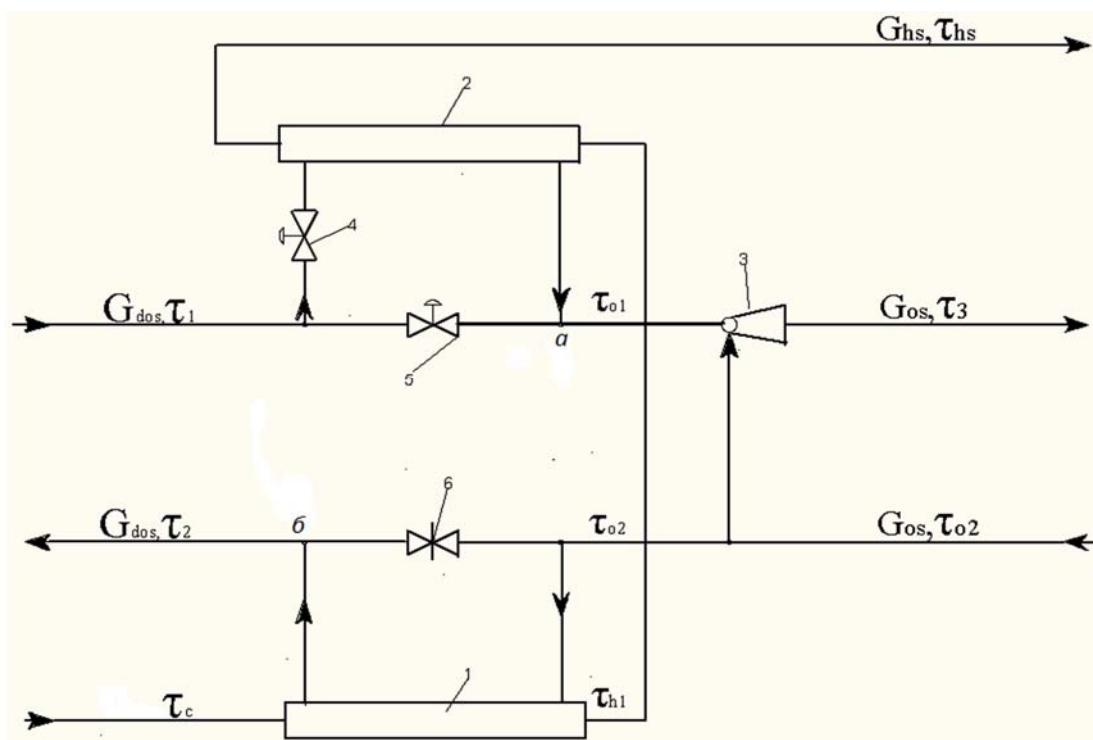 Ghs, τhs
2
4
3
Gdos, τ1
τo1
Gos, τ3
a
5
6
Gdos, τ2
б
τo2
Gos, τo2
1
τc
τh1